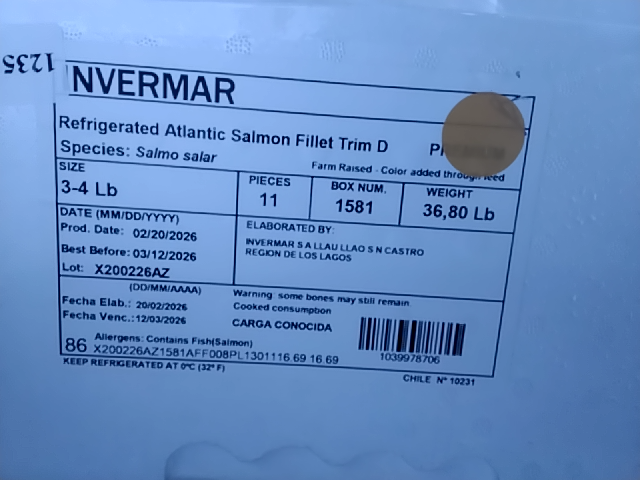 1235
NVERMAR
Refrigerated Atlantic Salmon Fillet Trim D
Species: Salmo salar
Farm Raised - Color added through feed
SIZE
3-4 Lb
PIECES
11
BOX NUM.
1581
WEIGHT
36,80 Lb
DATE (MM/DD/YYYY)
Prod. Date: 02/20/2026
Best Before: 03/12/2026
Lot: X200226AZ
ELABORATED BY:
INVERMAR S A LLAU LLAO S N CASTRO
REGION DE LOS LAGOS
(DD/MM/AAAA)
Fecha Elab.: 20/02/2026
Fecha Venc.: 12/03/2026
Warning some bones may still remain
Cooked consumption
CARGA CONOCIDA
1039978706
Allergens: Contains Fish(Salmon)
86 X200226AZ1581AFF008PL1301116.69 16 69
KEEP REFRIGERATED AT 0ºC (32º F)
CHILE Nº 10231